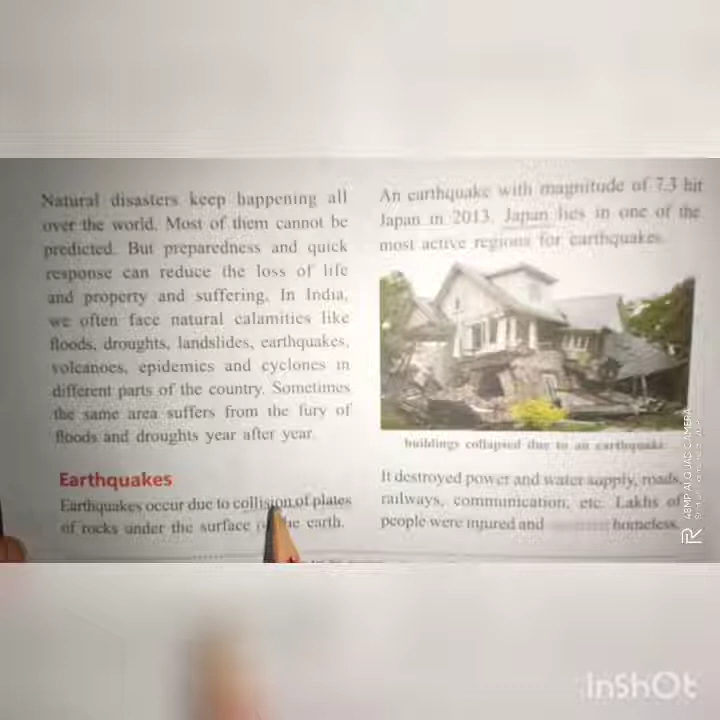 Natural disasters keep happening all
over the world. Most of them cannot be
predicted. But preparedness and quick
response can reduce the loss of life
and property and suffering. In India,
we often face natural calamities like
floods, droughts, landslides, earthquakes,
volcanoes, epidemics and cyclones in
different parts of the country. Sometimes
the same area suffers from the fury of
floods and droughts year after year.
Earthquakes
Earthquakes occur due to collision of plates
of rocks under the surface the earth.
An earthquake with magnitude of 7.3 hit
Japan in 2013. Japan lies in one of the
most active regions for earthquakes.
buildings collapsed due to an earthquake
It destroyed power and water supply, roads,
railways, communication, etc. Lakhs of
people were injured and homeless.
48MP AI QUAD CAMERA
InShOt